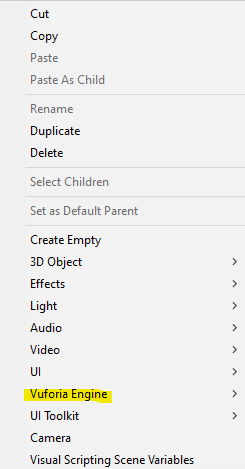 Cut
Copy
Paste
Paste As Child
Rename
Duplicate
Delete
Select Children
Set as Default Parent
Create Empty
3D Object
Effects
Light
Audio
Video
UI
Vuforia Engine
UI Toolkit
Camera
Visual Scripting Scene Variables